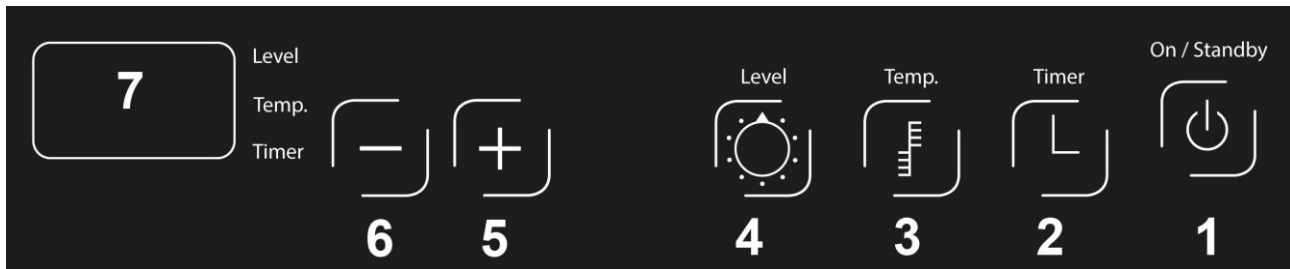 7
Level
Temp.
Timer
Level
Temp.
Timer
On / Standby
6
5
4
3
2
1